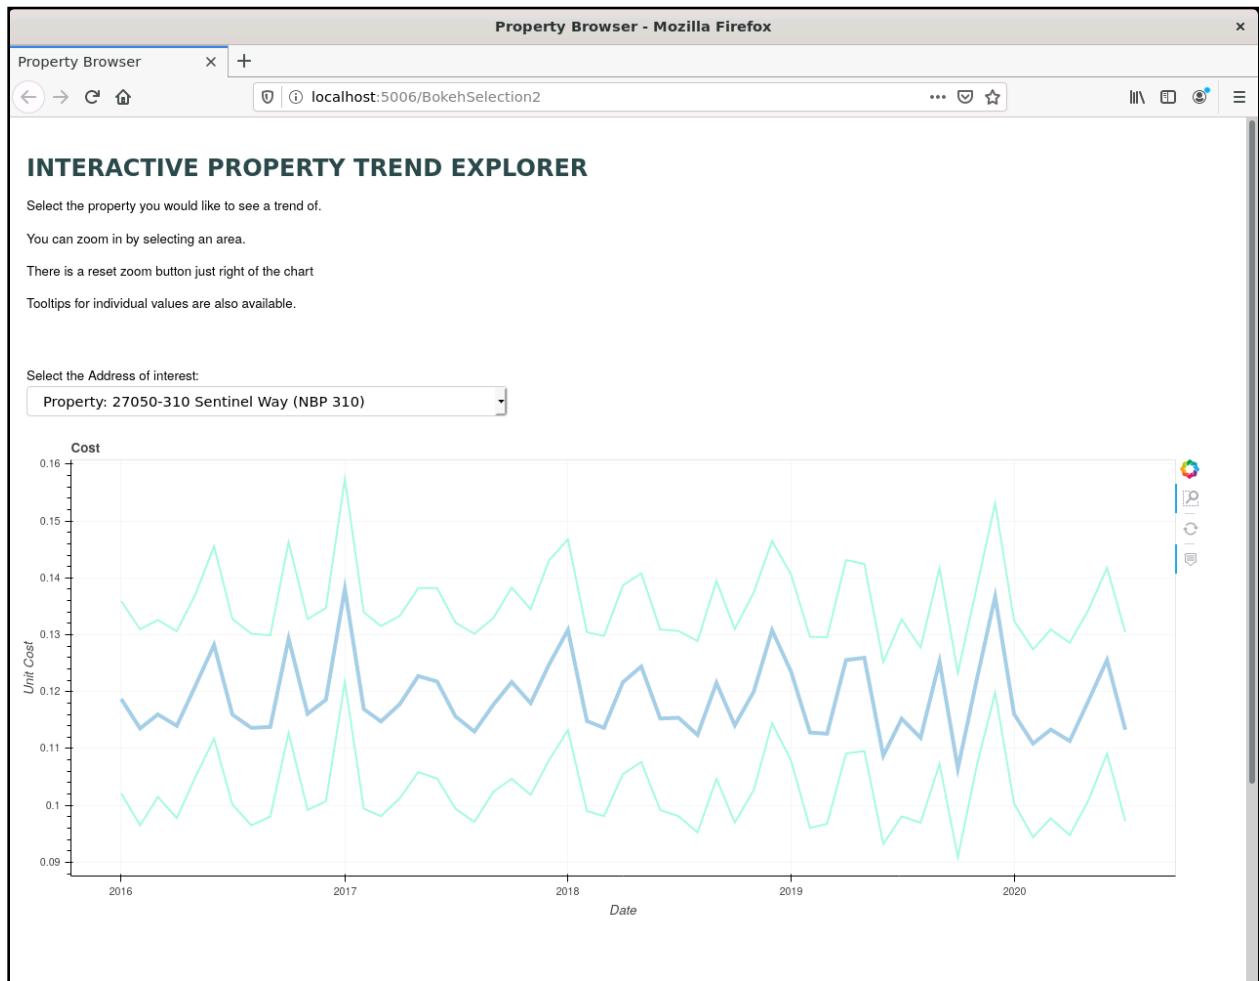 Property Browser - Mozilla Firefox
Property Browser
localhost:5006/BokehSelection2
INTERACTIVE PROPERTY TREND EXPLORER
Select the property you would like to see a trend of.
You can zoom in by selecting an area.
There is a reset zoom button just right of the chart
Tooltips for individual values are also available.
Select the Address of interest:
Property: 27050-310 Sentinel Way (NBP 310)
Cost
0.16
0.15
0.14
0.13
0.12
0.11
0.1
0.09
Unit Cost
2016 2017 2018 2019 2020
Date